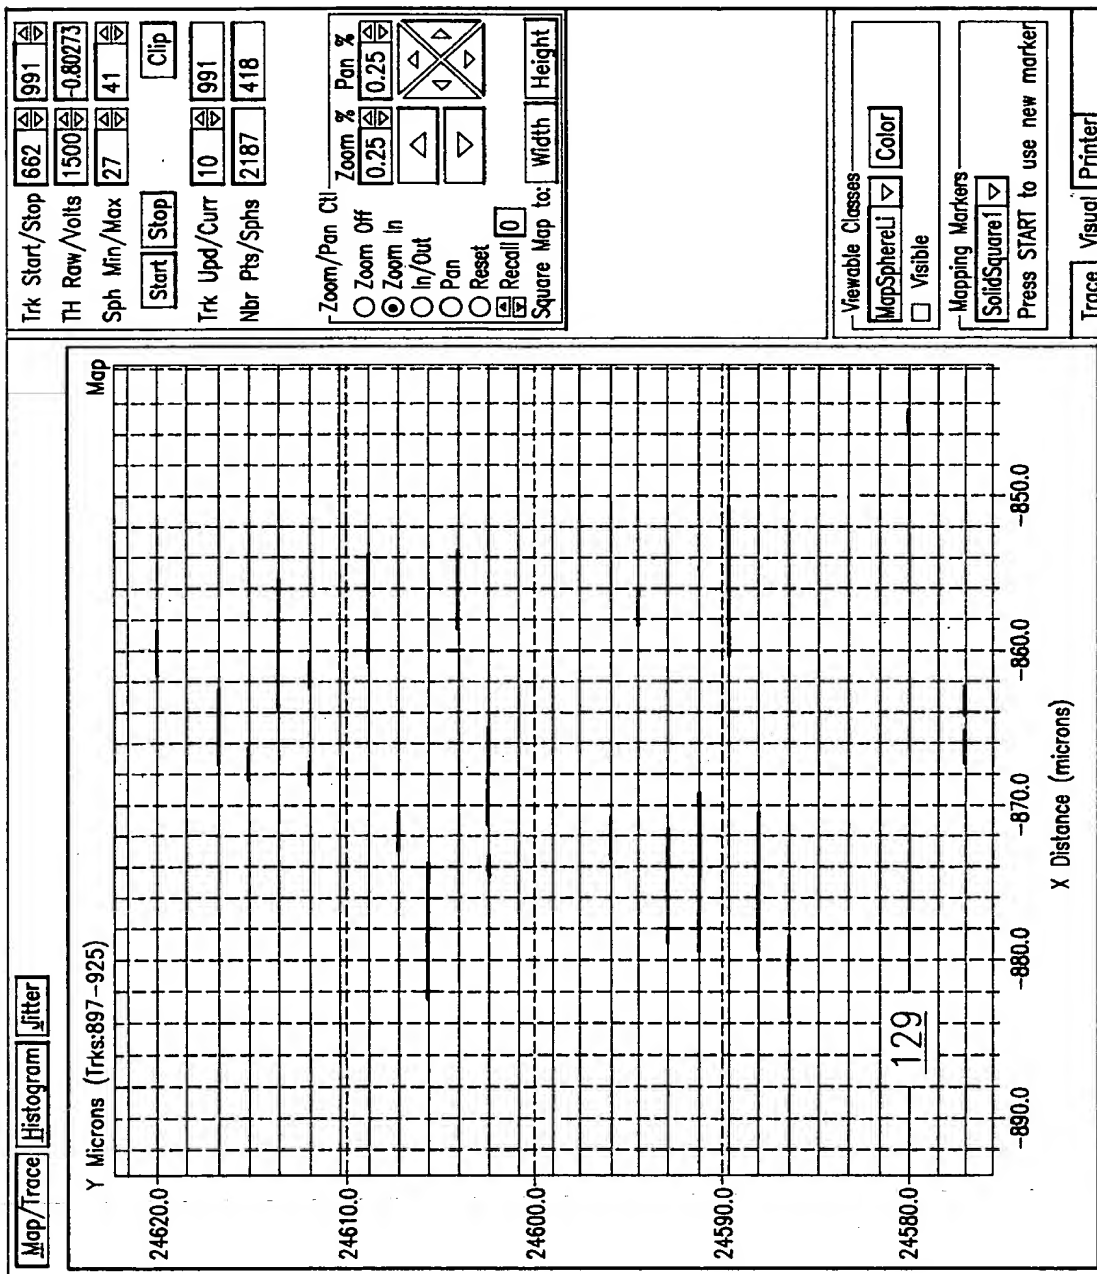 Map/Trace Histogram Jitter
Y Microns (Trks:897-925)
Map
24620.0
24610.0
24600.0
24590.0
24580.0
129
-890.0 -880.0 -870.0 -860.0 -850.0
X Distance (microns)
Trk Start/Stop 662 991
TH Raw/Volts 1500 -0.80273
Sph Min/Max 27 41
Start Stop Clip
Trk Upd/Curr 10 991
Nbr Pts/Sphs 2187 418
Zoom/Pan Ctl
Zoom % Pan %
Zoom Off 0.25 0.25
Zoom In
In/Out
Pan
Reset
Recall 0
Square Map to: Width Height
Viewable Classes
MapSphereLi Color
Visible
Mapping Markers
SolidSquare1
Press START to use new marker
Trace Visual Printer